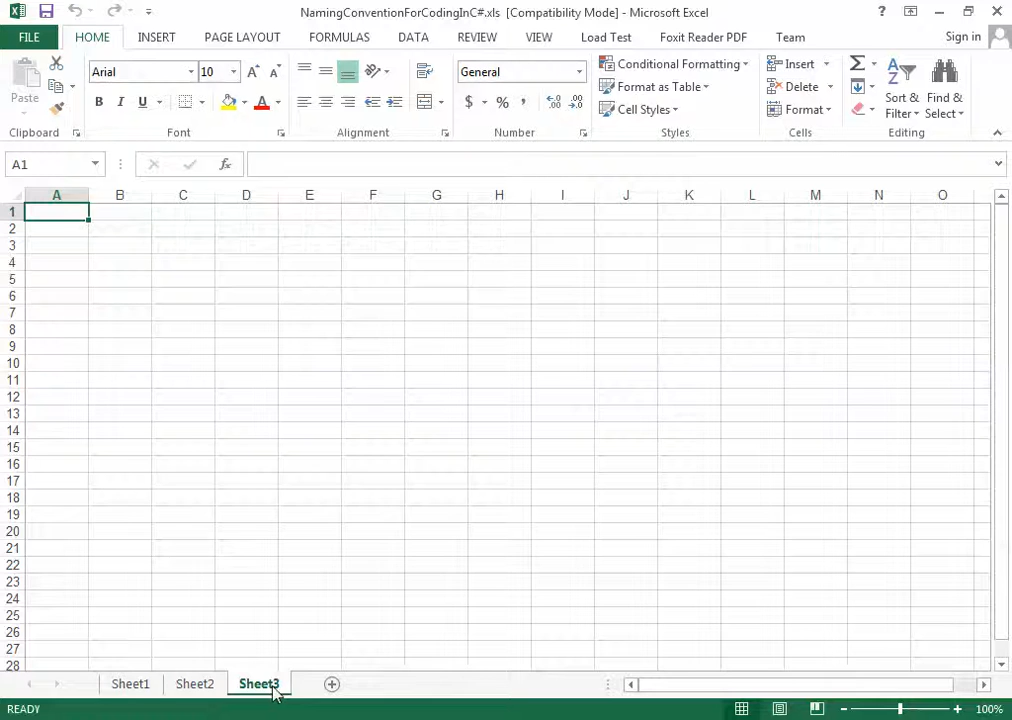 NamingConventionForCodingInC#.xls [Compatibility Mode] - Microsoft Excel
FILE HOME INSERT PAGE LAYOUT FORMULAS DATA REVIEW VIEW Load Test Foxit Reader PDF Team Sign in
Arial 10 General Conditional Formatting Insert
Paste Format as Table Delete Sort & Find &
B I U $ % Cell Styles Format Filter Select
Clipboard Font Alignment Number Styles Cells Editing
A1 fx
A B C D E F G H I J K L M N O
1
2
3
4
5
6
7
8
9
10
11
12
13
14
15
16
17
18
19
20
21
22
23
24
25
26
27
28
Sheet1 Sheet2 Sheet3
READY 100%